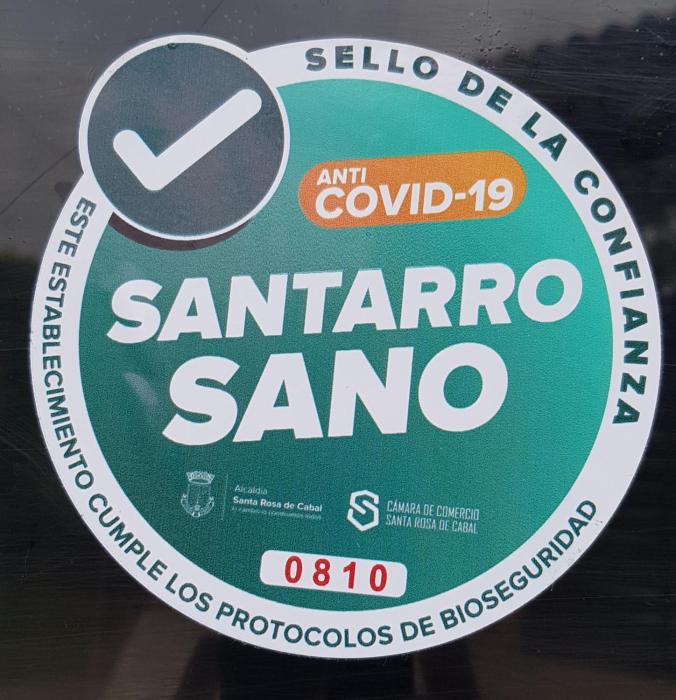 SELLO DE LA CONFIANZA
ANTI
COVID-19
SANTARRO
SANO
Alcaldía
Santa Rosa de Cabal
CÁMARA DE COMERCIO
SANTA ROSA DE CABAL
0810
ESTE ESTABLECIMIENTO CUMPLE LOS PROTOCOLOS DE BIOSEGURIDAD